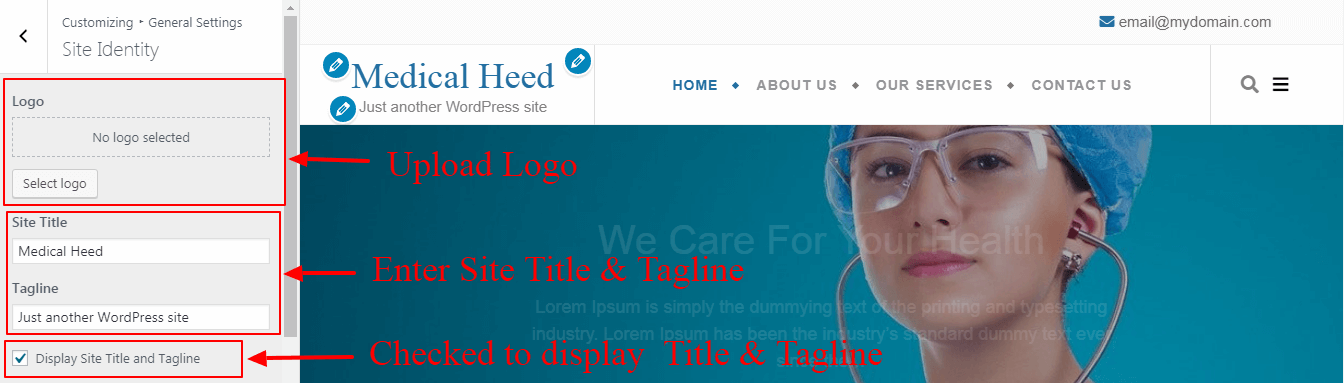 Customizing ‣ General Settings
Site Identity
Logo
No logo selected
Select logo
Site Title
Medical Heed
Tagline
Just another WordPress site
Display Site Title and Tagline
email@mydomain.com
Medical Heed
Just another WordPress site
HOME ABOUT US OUR SERVICES CONTACT US
Upload Logo
We Care For Your Health
Enter Site Title & Tagline
Lorem Ipsum is simply the dummying text of the printing and typesetting
industry. Lorem Ipsum has been the industry's standard dummy text ever
Checked to display Title & Tagline